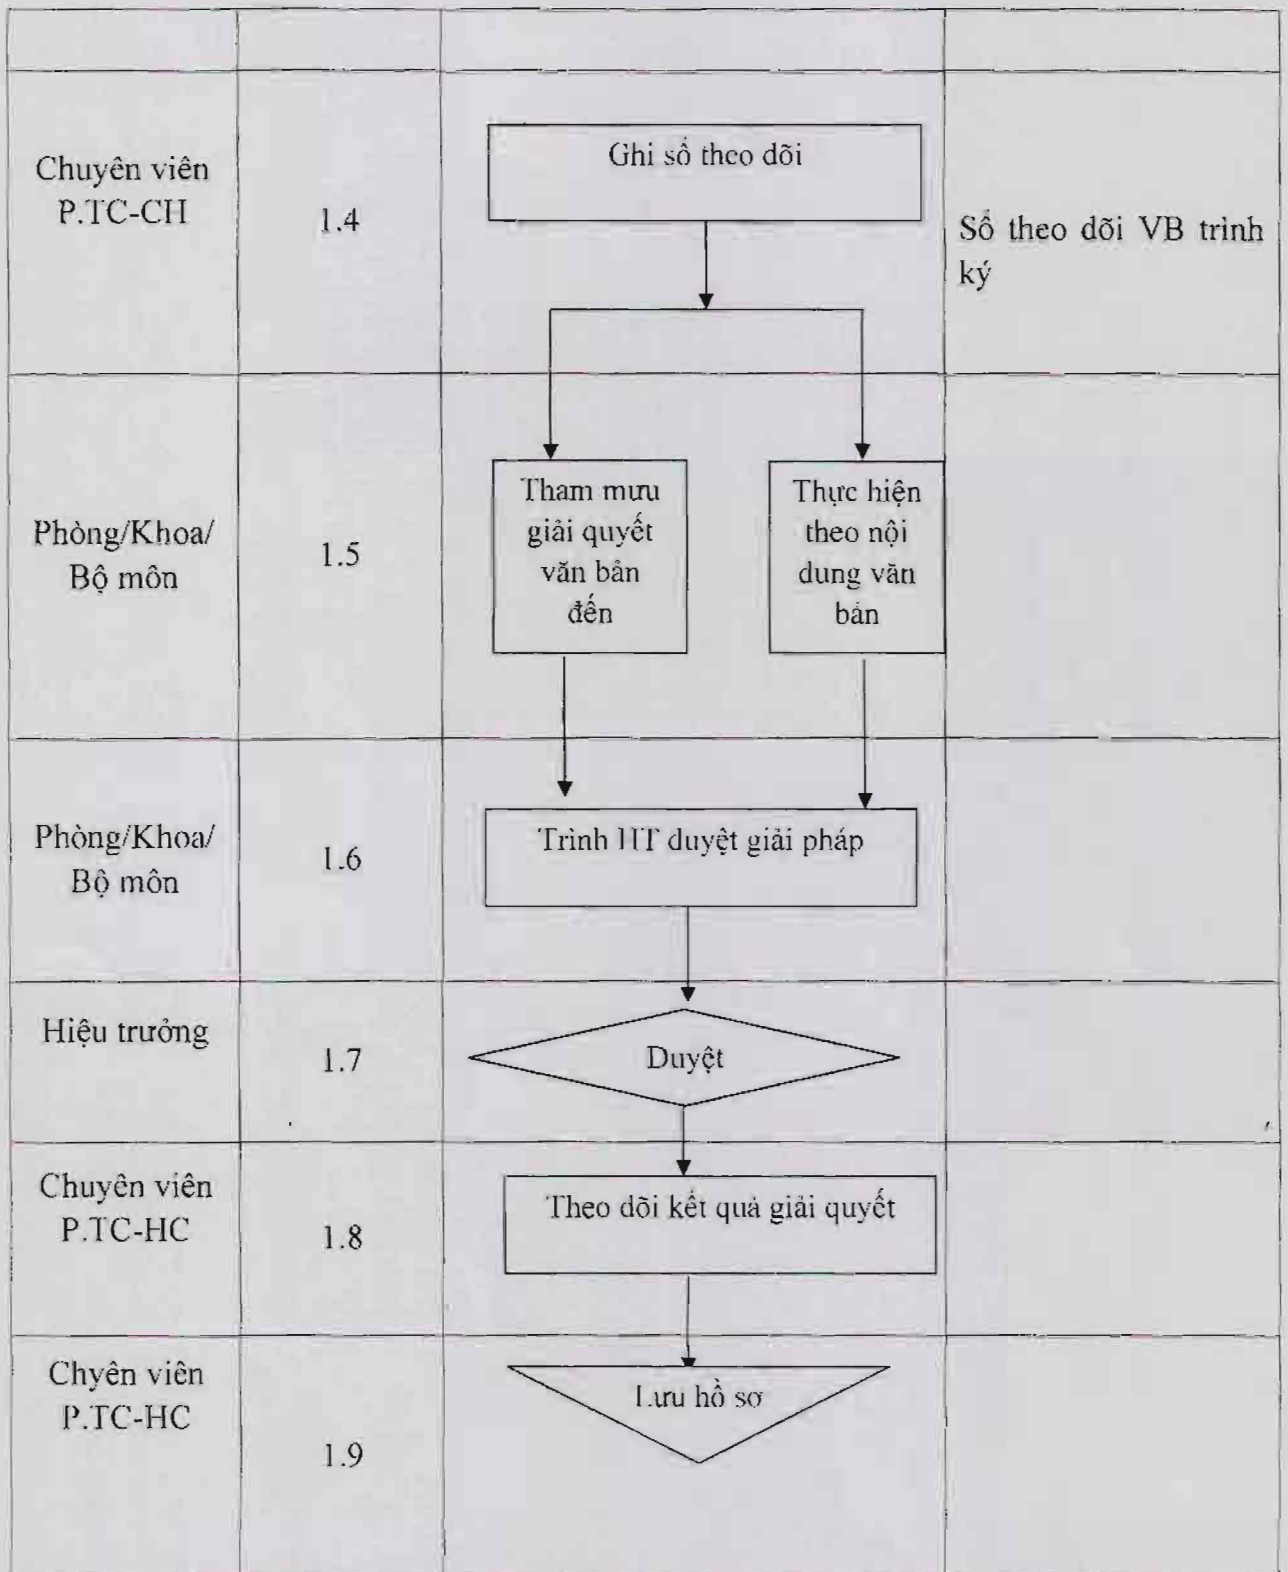 Chuyên viên
P.TC-CH
1.4
Ghi sổ theo dõi
Sổ theo dõi VB trình
ký
Phòng/Khoa/
Bộ môn
1.5
Tham mưu
giải quyết
văn bản
đến
Thực hiện
theo nội
dung văn
bản
Phòng/Khoa/
Bộ môn
1.6
Trình HT duyệt giải pháp
Hiệu trưởng
1.7
Duyệt
Chuyên viên
P.TC-HC
1.8
Theo dõi kết quả giải quyết
Chyên viên
P.TC-HC
1.9
Lưu hồ sơ